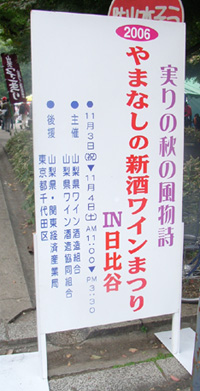 2006
実りの秋の風物詩
やまなしの新酒ワインまつり
IN日比谷
●11月3日(祝)▼11月4日(土)AM11:00▼PM3:30
●主催 山梨県ワイン酒造組合
山梨県ワイン酒造協同組合
●後援 山梨県・関東経済産業局
東京都千代田区